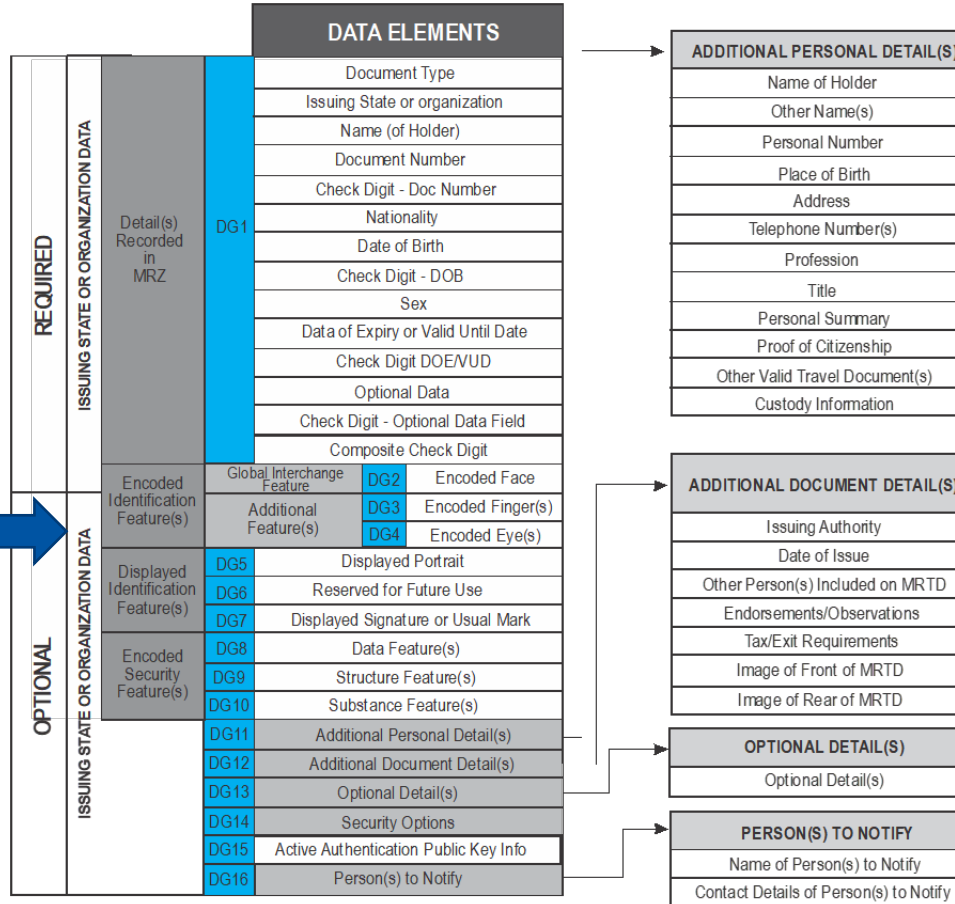 DATA ELEMENTS
REQUIRED
ISSUING STATE OR ORGANIZATION DATA
Detail(s)
Recorded
in
MRZ
DG1
Document Type
Issuing State or organization
Name (of Holder)
Document Number
Check Digit - Doc Number
Nationality
Date of Birth
Check Digit - DOB
Sex
Data of Expiry or Valid Until Date
Check Digit DOE/VUD
Optional Data
Check Digit - Optional Data Field
Composite Check Digit
Encoded
Identification
Feature(s)
Global Interchange
Feature
DG2
Encoded Face
OPTIONAL
ISSUING STATE OR ORGANIZATION DATA
Additional
Feature(s)
DG3
Encoded Finger(s)
DG4
Encoded Eye(s)
Displayed
Identification
Feature(s)
DG5
Displayed Portrait
DG6
Reserved for Future Use
DG7
Displayed Signature or Usual Mark
Encoded
Security
Feature(s)
DG8
Data Feature(s)
DG9
Structure Feature(s)
DG10
Substance Feature(s)
DG11
Additional Personal Detail(s)
DG12
Additional Document Detail(s)
DG13
Optional Detail(s)
DG14
Security Options
DG15
Active Authentication Public Key Info
DG16
Person(s) to Notify
ADDITIONAL PERSONAL DETAIL(S)
Name of Holder
Other Name(s)
Personal Number
Place of Birth
Address
Telephone Number(s)
Profession
Title
Personal Summary
Proof of Citizenship
Other Valid Travel Document(s)
Custody Information
ADDITIONAL DOCUMENT DETAIL(S)
Issuing Authority
Date of Issue
Other Person(s) Included on MRTD
Endorsements/Observations
Tax/Exit Requirements
Image of Front of MRTD
Image of Rear of MRTD
OPTIONAL DETAIL(S)
Optional Detail(s)
PERSON(S) TO NOTIFY
Name of Person(s) to Notify
Contact Details of Person(s) to Notify